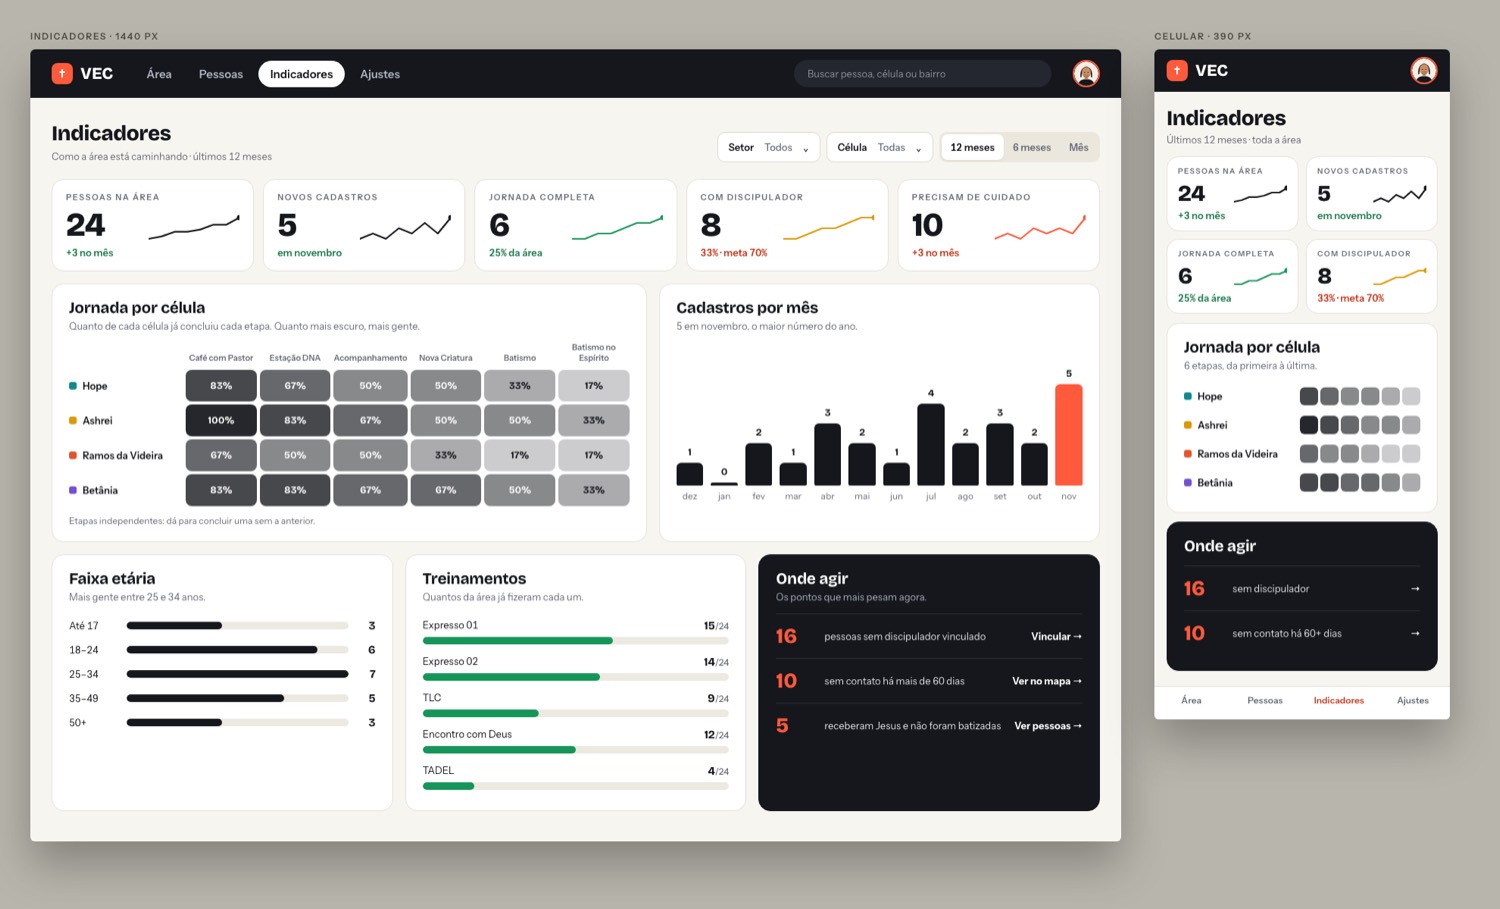 INDICADORES · 1440 PX
VEC
Área
Pessoas
Indicadores
Ajustes
Buscar pessoa, célula ou bairro
Indicadores
Como a área está caminhando · últimos 12 meses
Setor Todos
Célula Todas
12 meses
6 meses
Mês
PESSOAS NA ÁREA
24
+3 no mês
NOVOS CADASTROS
5
em novembro
JORNADA COMPLETA
6
25% da área
COM DISCIPULADOR
8
33% · meta 70%
PRECISAM DE CUIDADO
10
+3 no mês
Jornada por célula
Quanto de cada célula já concluiu cada etapa. Quanto mais escuro, mais gente.
Café com Pastor
Estação DNA
Acompanhamento
Nova Criatura
Batismo
Batismo no
Espírito
Hope 83% 67% 50% 50% 33% 17%
Ashrei 100% 83% 67% 50% 50% 33%
Ramos da Videira 67% 50% 50% 33% 17% 17%
Betânia 83% 83% 67% 67% 50% 33%
Etapas independentes: dá para concluir uma sem a anterior.
Cadastros por mês
5 em novembro, o maior número do ano.
1 0 2 1 3 2 1 4 2 3 2 5
dez jan fev mar abr mai jun jul ago set out nov
Faixa etária
Mais gente entre 25 e 34 anos.
Até 17 3
18–24 6
25–34 7
35–49 5
50+ 3
Treinamentos
Quantos da área já fizeram cada um.
Expresso 01 15/24
Expresso 02 14/24
TLC 9/24
Encontro com Deus 12/24
TADEL 4/24
Onde agir
Os pontos que mais pesam agora.
16 pessoas sem discipulador vinculado Vincular →
10 sem contato há mais de 60 dias Ver no mapa →
5 receberam Jesus e não foram batizadas Ver pessoas →
CELULAR · 390 PX
VEC
Indicadores
Últimos 12 meses · toda a área
PESSOAS NA ÁREA
24
+3 no mês
NOVOS CADASTROS
5
em novembro
JORNADA COMPLETA
6
25% da área
COM DISCIPULADOR
8
33% · meta 70%
Jornada por célula
6 etapas, da primeira à última.
Hope
Ashrei
Ramos da Videira
Betânia
Onde agir
16 sem discipulador →
10 sem contato há 60+ dias →
Área
Pessoas
Indicadores
Ajustes